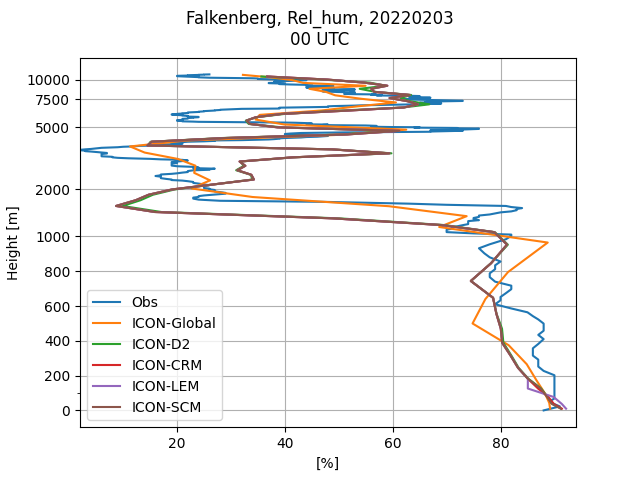 Falkenberg, Rel_hum, 20220203
00 UTC
10000
7500
5000
2000
1000
800
600
400
200
0
Height [m]
Obs
ICON-Global
ICON-D2
ICON-CRM
ICON-LEM
ICON-SCM
20
40
60
80
[%]